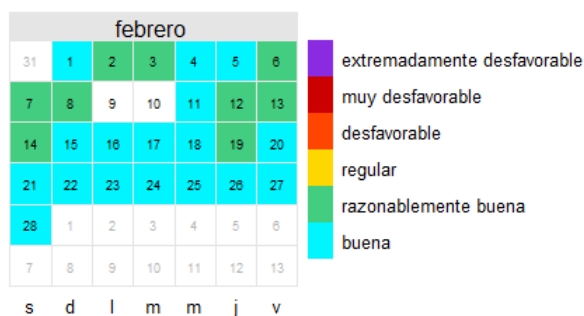 febrero
31 1 2 3 4 5 6
7 8 9 10 11 12 13
14 15 16 17 18 19 20
21 22 23 24 25 26 27
28 1 2 3 4 5 6
7 8 9 10 11 12 13
s d l m m j v
extremadamente desfavorable
muy desfavorable
desfavorable
regular
razonablemente buena
buena